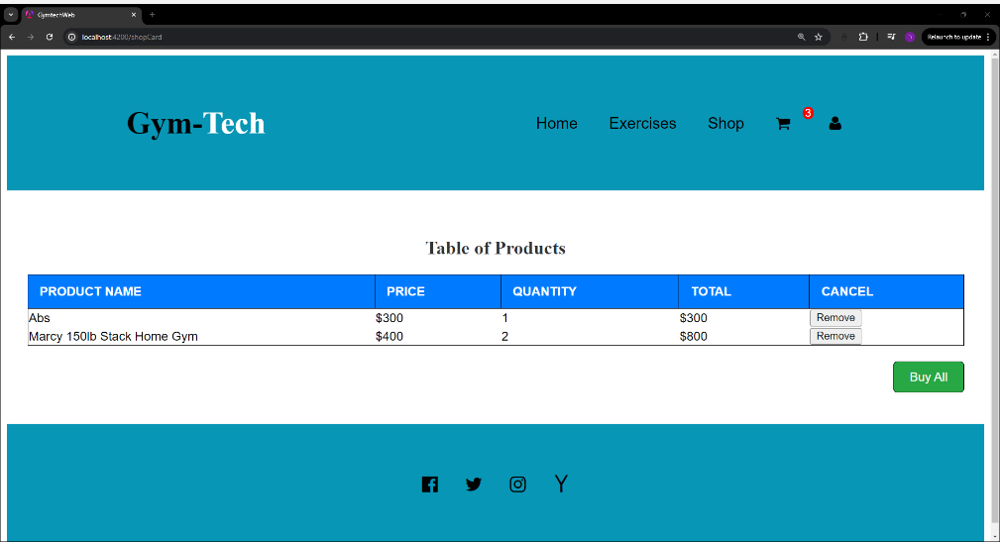 GymtechWeb
localhost:4200/shopCard
Relaunch to update
Gym-Tech
Home Exercises Shop 3
Table of Products
PRODUCT NAME PRICE QUANTITY TOTAL CANCEL
Abs $300 1 $300 Remove
Marcy 150lb Stack Home Gym $400 2 $800 Remove
Buy All